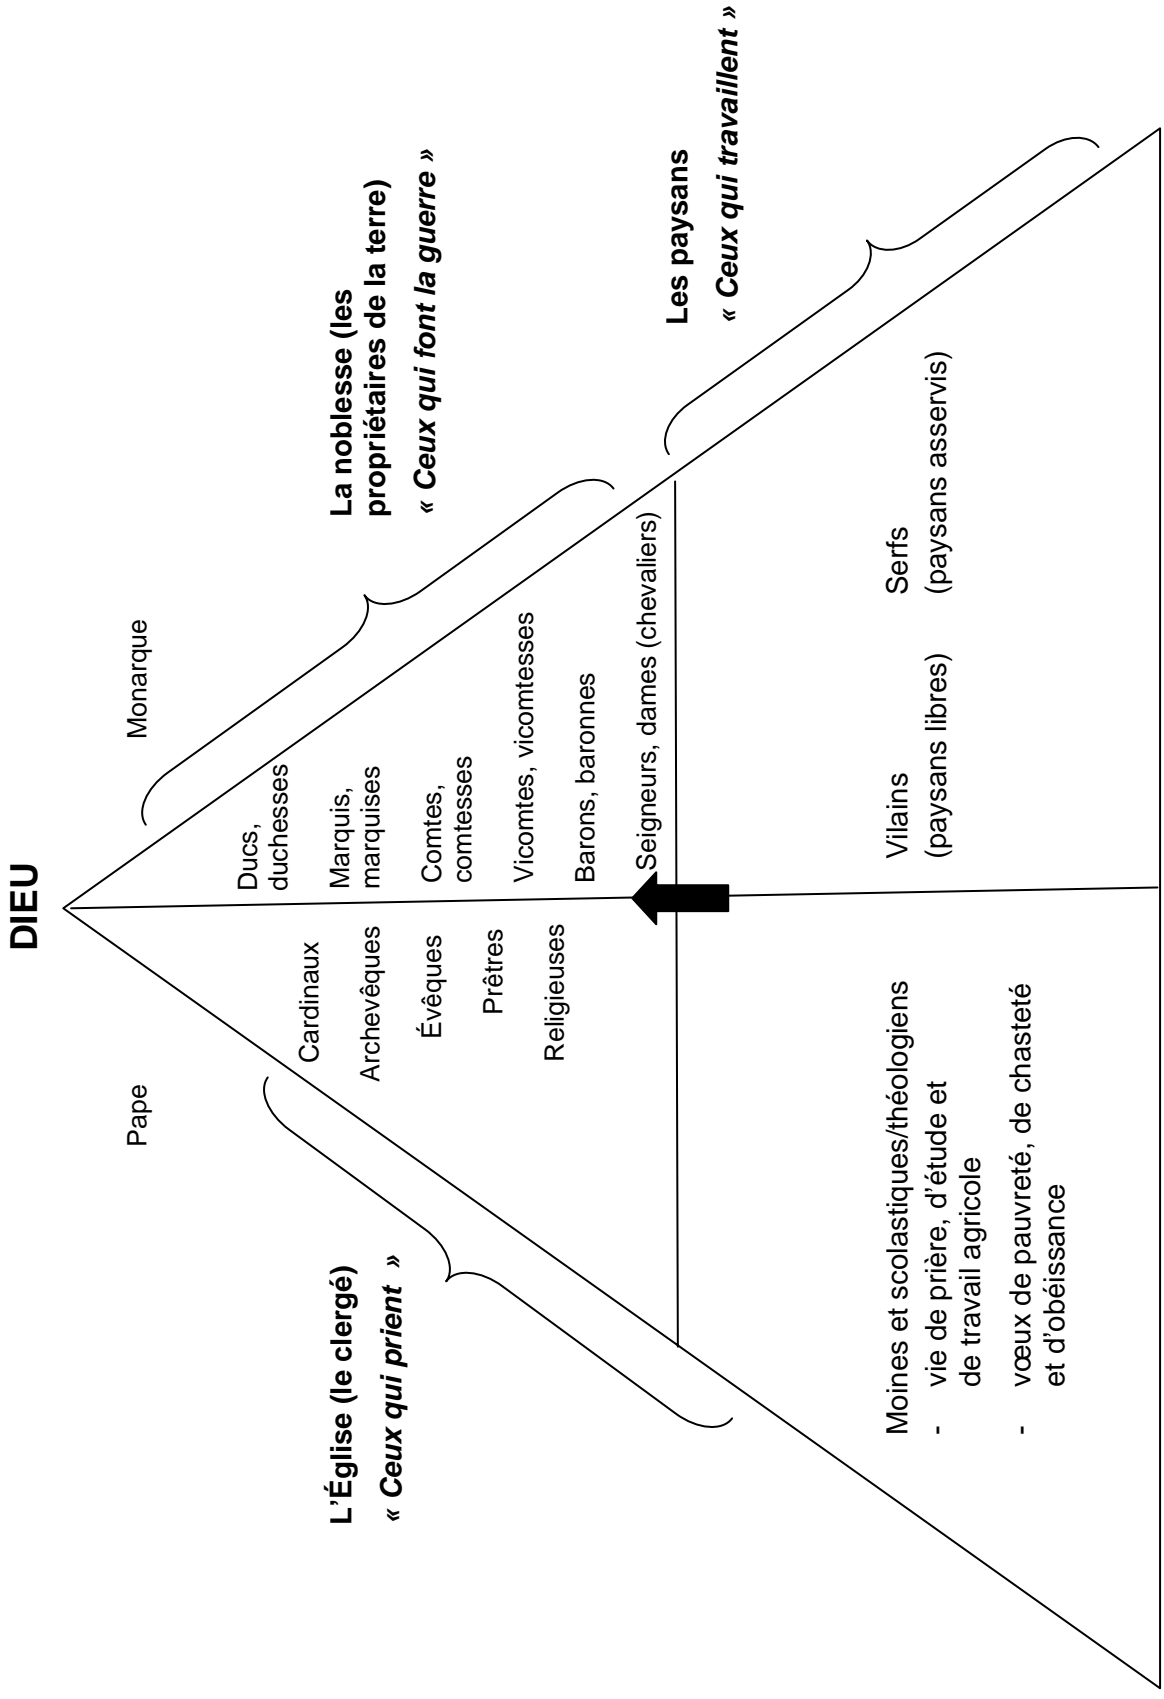 DIEU
Pape
Monarque
L'Église (le clergé)
« Ceux qui prient »
Cardinaux
Archevêques
Évêques
Prêtres
Religieuses
Ducs,
duchesses
Marquis,
marquises
Comtes,
comtesses
Vicomtes, vicomtesses
Barons, baronnes
Seigneurs, dames (chevaliers)
La noblesse (les
propriétaires de la terre)
« Ceux qui font la guerre »
Moines et scolastiques/théologiens
- vie de prière, d'étude et
de travail agricole
- vœux de pauvreté, de chasteté
et d'obéissance
Vilains
(paysans libres)
Serfs
(paysans asservis)
Les paysans
« Ceux qui travaillent »